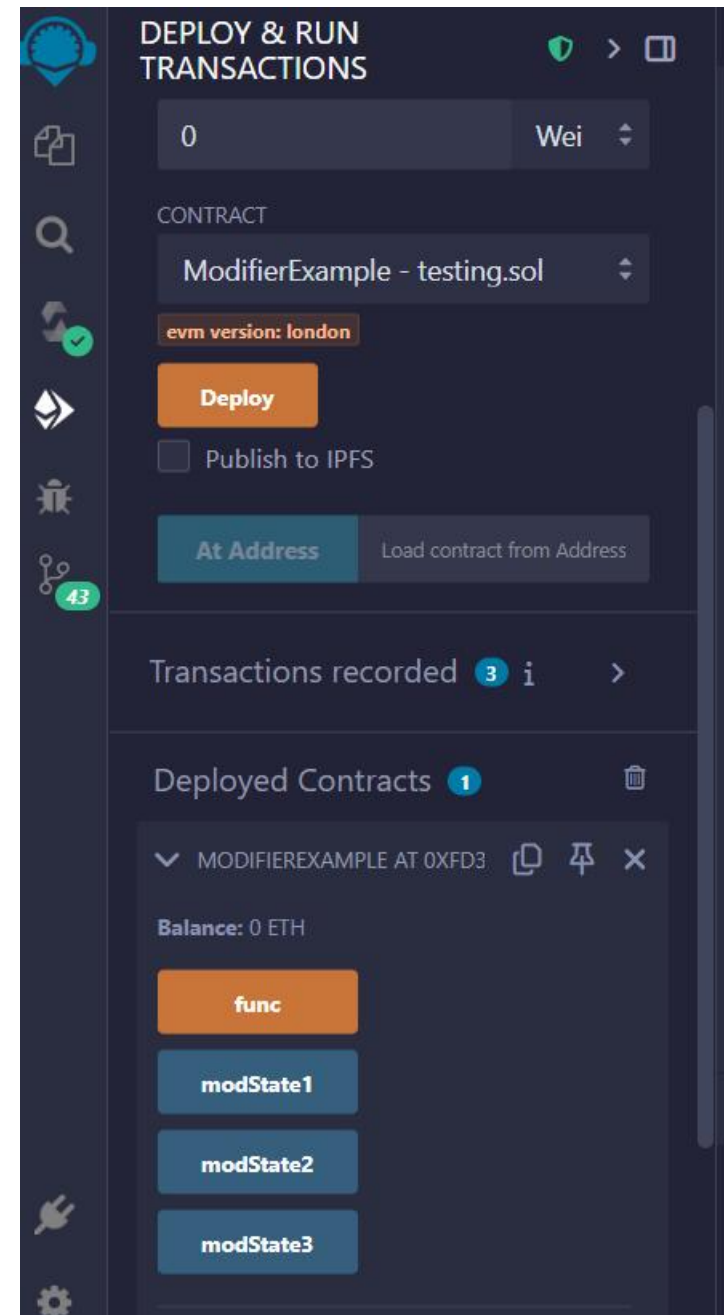 DEPLOY & RUN
TRANSACTIONS
0 Wei
CONTRACT
ModifierExample - testing.sol
evm version: london
Deploy
Publish to IPFS
At Address Load contract from Address
43
Transactions recorded 3 i
Deployed Contracts 1
MODIFIEREXAMPLE AT 0XFD3
Balance: 0 ETH
func
modState1
modState2
modState3